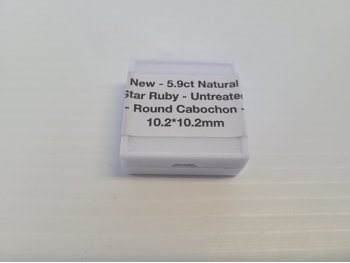 New - 5.9ct Natural
Star Ruby - Untreated
- Round Cabochon -
10.2*10.2mm